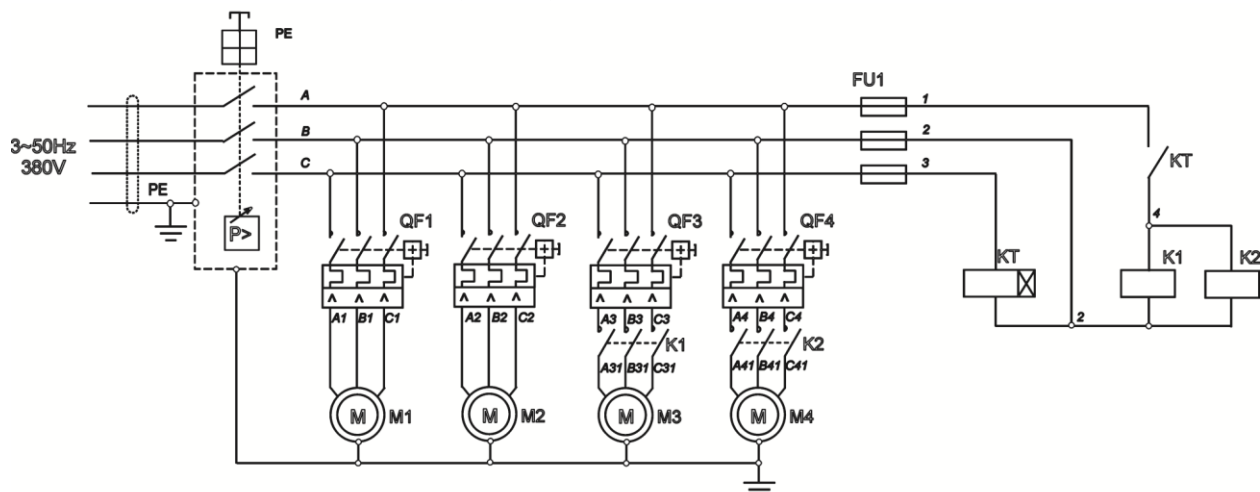 PE
A
FU1
1
B
2
3~50Hz
380V
C
3
KT
PE
4
QF1
QF2
QF3
QF4
P>
KT
K1
K2
A1 B1 C1
A2 B2 C2
A3 B3 C3
A4 B4 C4
2
K1
K2
A31 B31 C31
A41 B41 C41
M M1
M M2
M M3
M M4